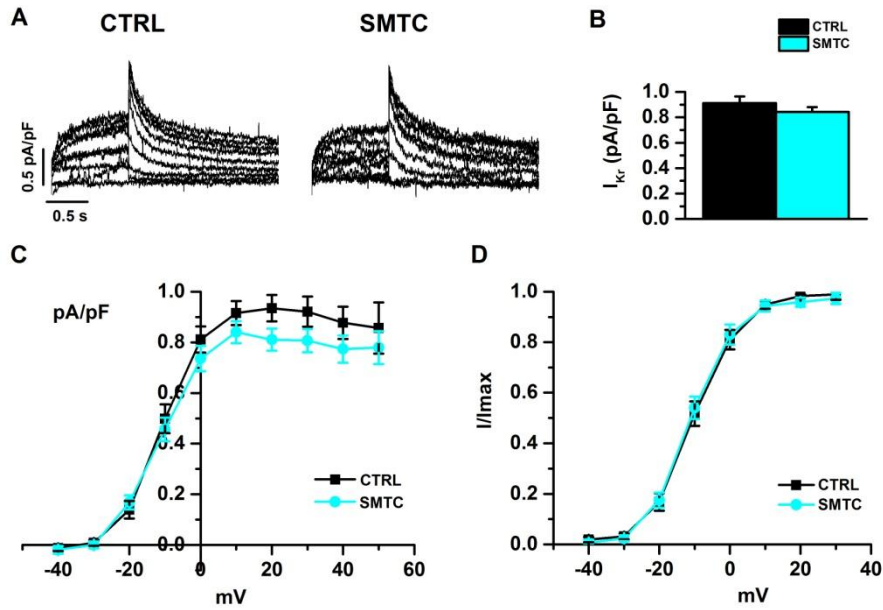 A
CTRL
SMTC
0.5 pA/pF
0.5 s
B
CTRL
SMTC
1.0
0.8
0.6
0.4
0.2
0.0
IKr (pA/pF)
C
pA/pF
1.0
0.8
0.6
0.4
0.2
0.0
-40 -20 0 20 40 60
mV
CTRL
SMTC
D
I/Imax
1.0
0.8
0.6
0.4
0.2
0.0
-40 -20 0 20 40
mV
CTRL
SMTC